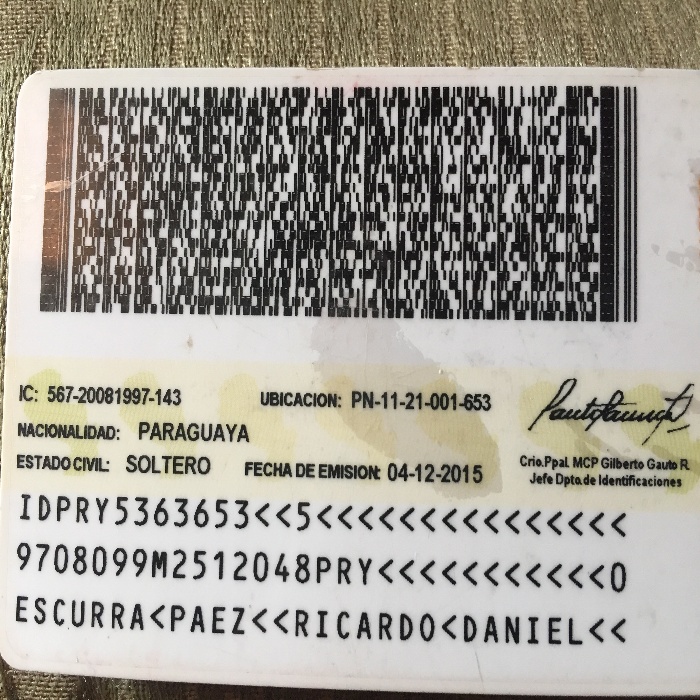 IC: 567-20081997-143 UBICACION: PN-11-21-001-653
NACIONALIDAD: PARAGUAYA
ESTADO CIVIL: SOLTERO FECHA DE EMISION: 04-12-2015
Crio.Ppal. MCP Gilberto Gauto R.
Jefe Dpto. de Identificaciones
IDPRY5363653<<5<<<<<<<<<<<<<<<
9708099M2512048PRY<<<<<<<<<<<0
ESCURRA<PAEZ<<RICARDO<DANIEL<<